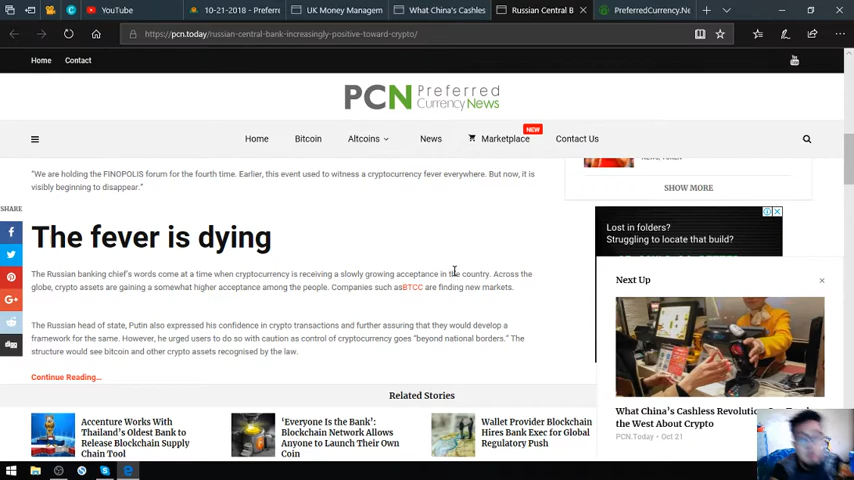 YouTube
10-21-2018 - Preferre
UK Money Managem
What China's Cashless
Russian Central B
PreferredCurrency.Ne
https://pcn.today/russian-central-bank-increasingly-positive-toward-crypto/
Home Contact
PCN Preferred
Currency News
NEW
Home Bitcoin Altcoins News Marketplace Contact Us
"We are holding the FINOPOLIS forum for the fourth time. Earlier, this event used to witness a cryptocurrency fever everywhere. But now, it is
visibly beginning to disappear."
SHOW MORE
SHARE
The fever is dying
Lost in folders?
Struggling to locate that build?
The Russian banking chief's words come at a time when cryptocurrency is receiving a slowly growing acceptance in the country. Across the
globe, crypto assets are gaining a somewhat higher acceptance among the people. Companies such asBTCC are finding new markets.
Next Up
The Russian head of state, Putin also expressed his confidence in crypto transactions and further assuring that they would develop a
framework for the same. However, he urged users to do so with caution as control of cryptocurrency goes "beyond national borders." The
structure would see bitcoin and other crypto assets recognised by the law.
Continue Reading...
Related Stories
Accenture Works With
Thailand's Oldest Bank to
Release Blockchain Supply
Chain Tool
'Everyone Is the Bank':
Blockchain Network Allows
Anyone to Launch Their Own
Coin
Wallet Provider Blockchain
Hires Bank Exec for Global
Regulatory Push
What China's Cashless Revolution
the West About Crypto
PCN.Today • Oct 21